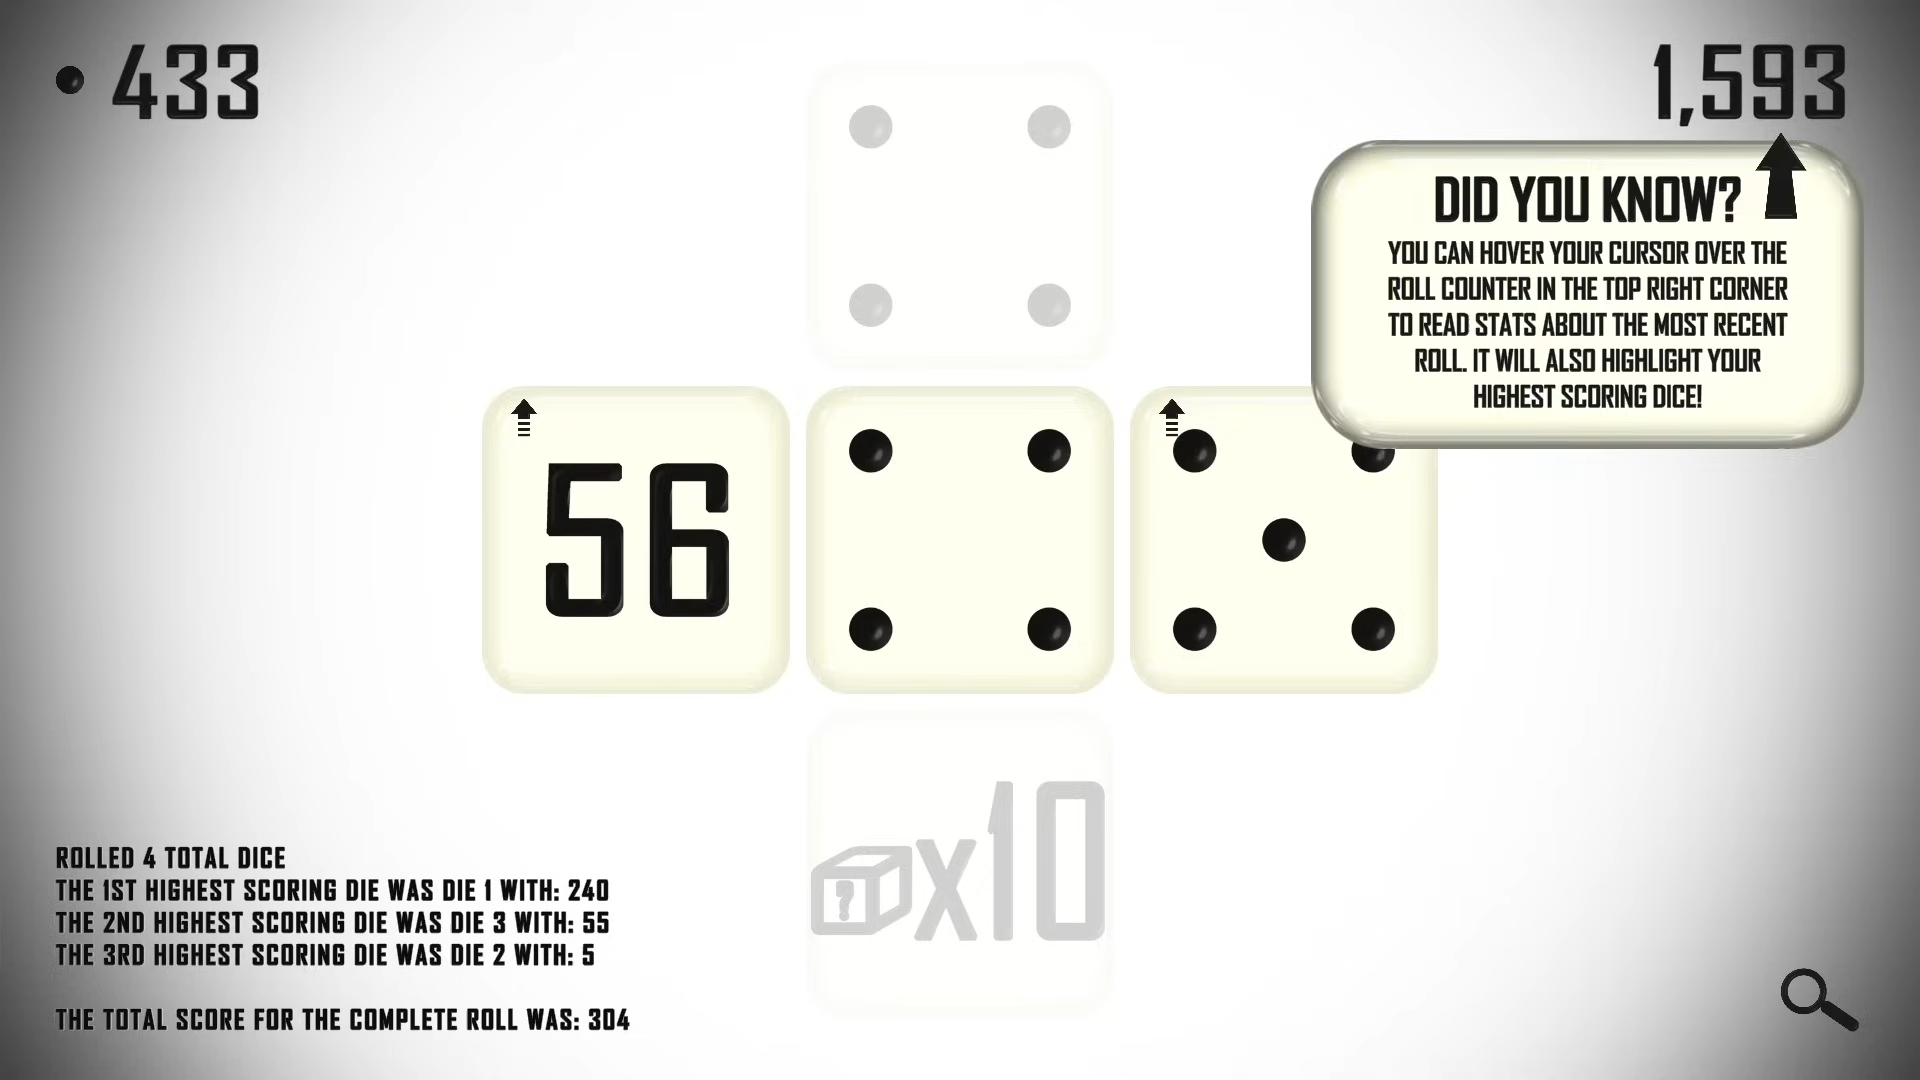 433
1,593
DID YOU KNOW?
YOU CAN HOVER YOUR CURSOR OVER THE
ROLL COUNTER IN THE TOP RIGHT CORNER
TO READ STATS ABOUT THE MOST RECENT
ROLL. IT WILL ALSO HIGHLIGHT YOUR
HIGHEST SCORING DICE!
56
?x10
ROLLED 4 TOTAL DICE
THE 1ST HIGHEST SCORING DIE WAS DIE 1 WITH: 240
THE 2ND HIGHEST SCORING DIE WAS DIE 3 WITH: 55
THE 3RD HIGHEST SCORING DIE WAS DIE 2 WITH: 5
THE TOTAL SCORE FOR THE COMPLETE ROLL WAS: 304